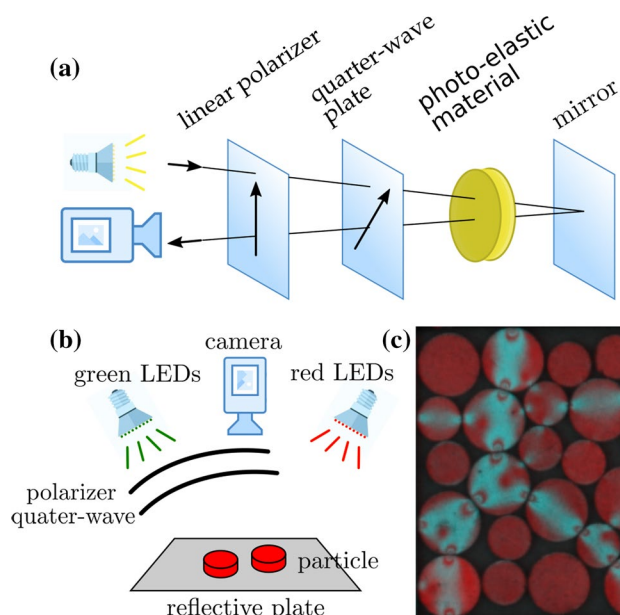 (a)
linear polarizer
quarter-wave
plate
photo-elastic
material
mirror
(b)
camera
(c)
green LEDs
red LEDs
polarizer
quater-wave
particle
reflective plate